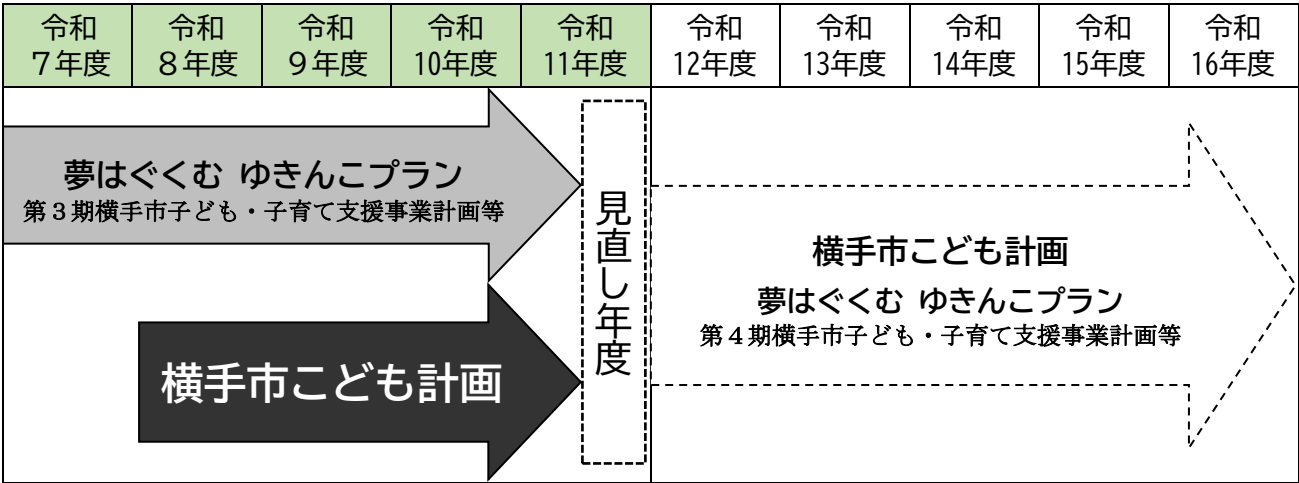 令和
7年度
令和
8年度
令和
9年度
令和
10年度
令和
11年度
令和
12年度
令和
13年度
令和
14年度
令和
15年度
令和
16年度
夢はぐくむ ゆきんこプラン
第3期横手市子ども・子育て支援事業計画等
横手市こども計画
見直し年度
横手市こども計画
夢はぐくむ ゆきんこプラン
第4期横手市子ども・子育て支援事業計画等